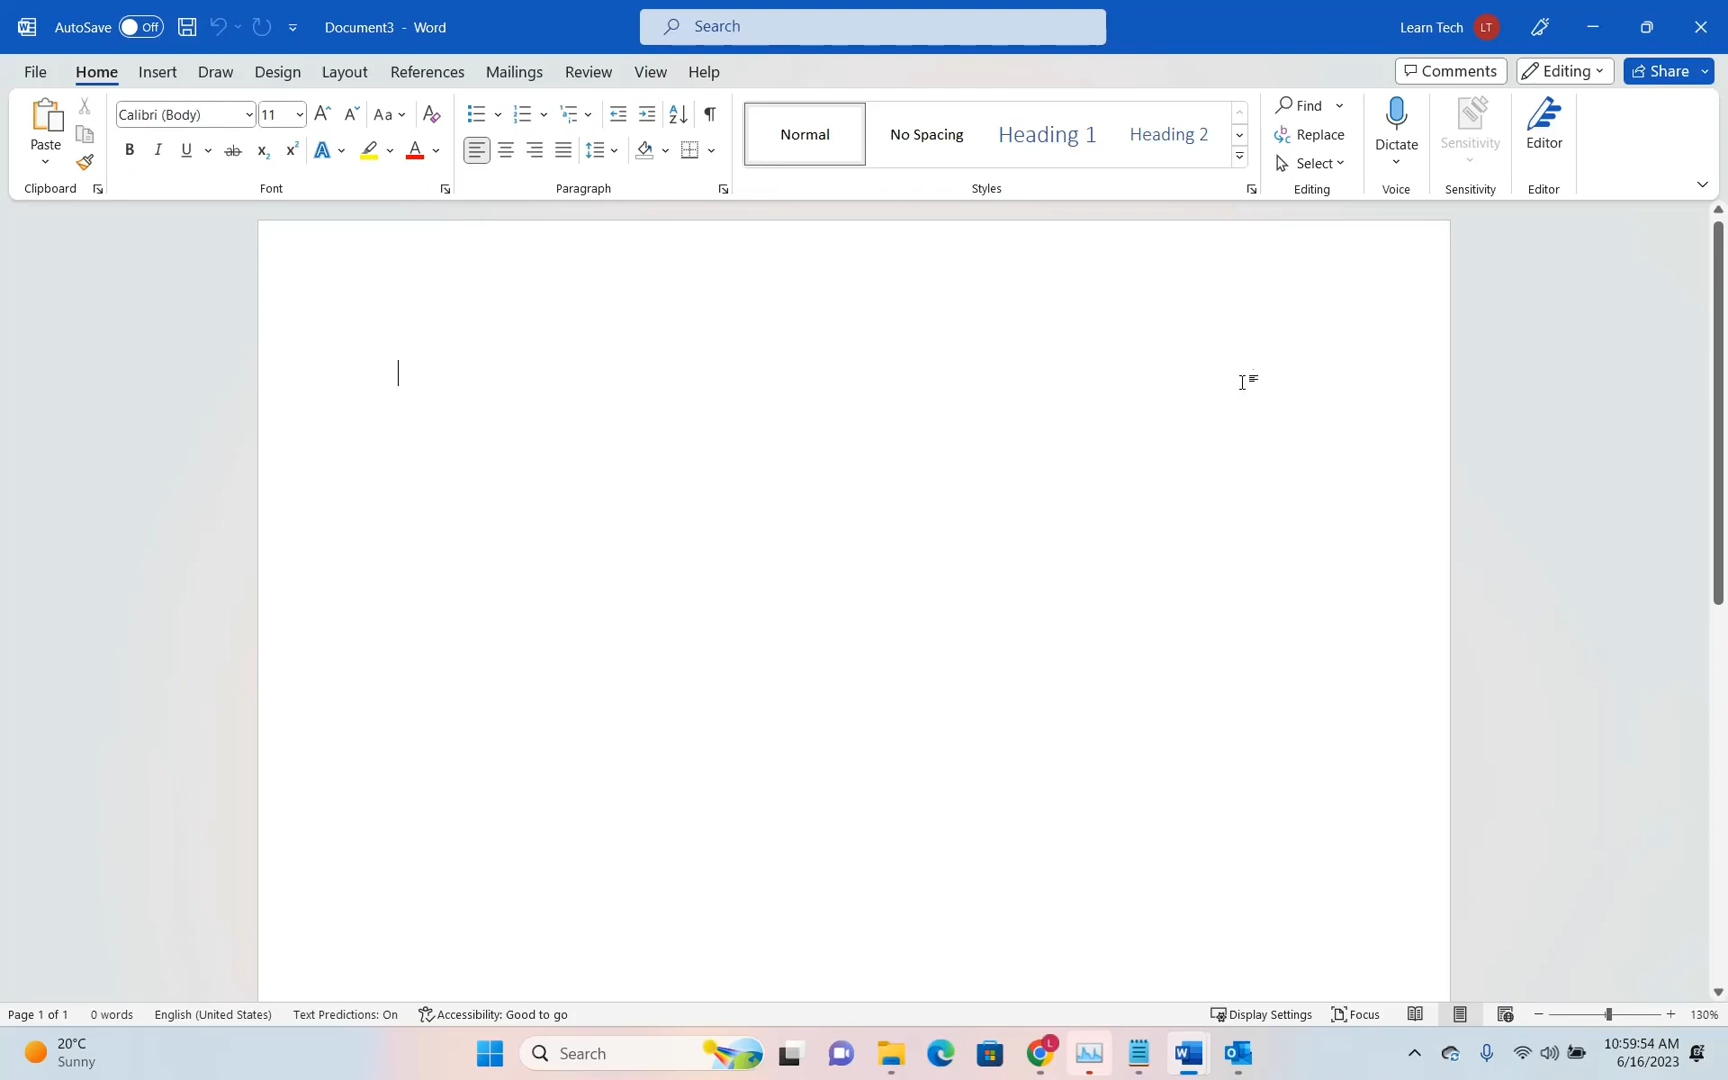 AutoSave Off Document3 - Word Search Learn Tech LT
File Home Insert Draw Design Layout References Mailings Review View Help Comments Editing Share
Calibri (Body) 11 Aa Normal No Spacing Heading 1 Heading 2 Find
Paste Replace Dictate Sensitivity Editor
Select
Clipboard Font Paragraph Styles Editing Voice Sensitivity Editor
Page 1 of 1 0 words English (United States) Text Predictions: On Accessibility: Good to go Display Settings Focus 130%
20°C Search 10:59:54 AM
Sunny 6/16/2023